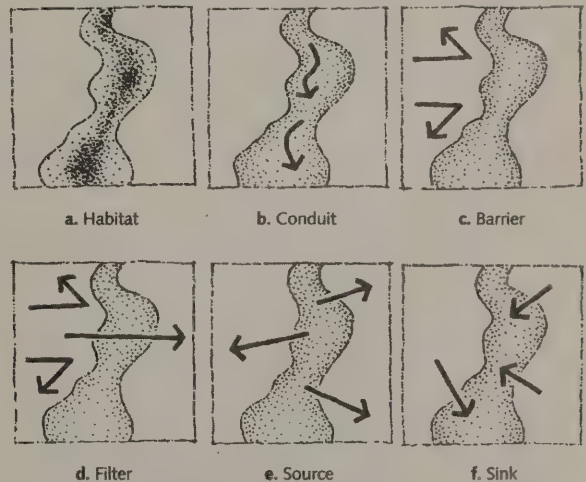 a. Habitat
b. Conduit
c. Barrier
d. Filter
e. Source
f. Sink